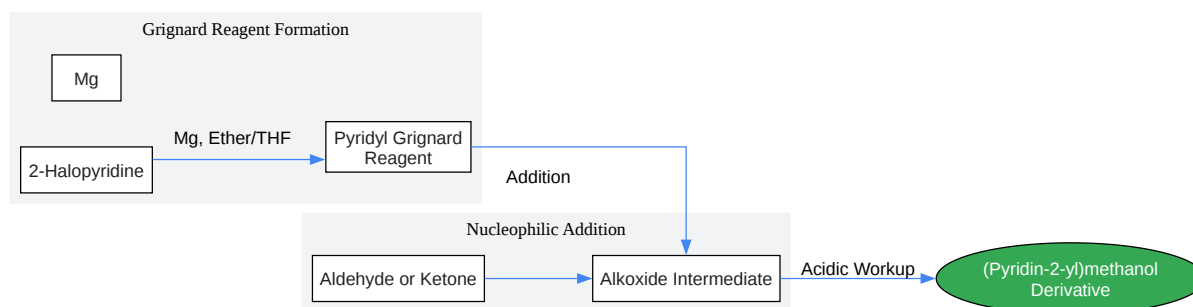 Grignard Reagent Formation
Mg
Mg, Ether/THF
2-Halopyridine
Pyridyl Grignard
Reagent
Addition
Nucleophilic Addition
Aldehyde or Ketone
Alkoxide Intermediate
Acidic Workup
(Pyridin-2-yl)methanol
Derivative